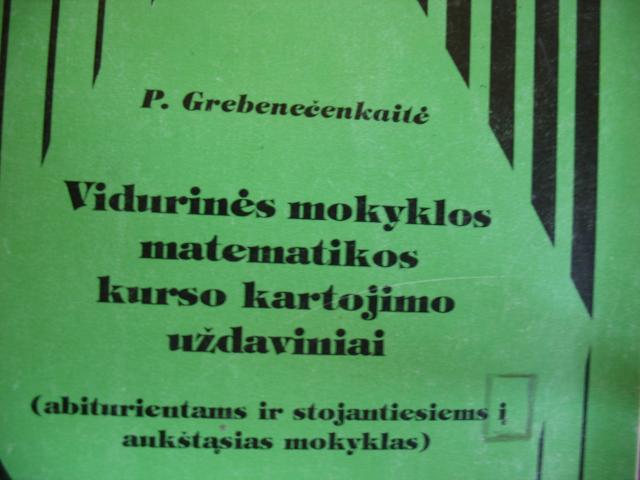 P. Grebenečenkaitė
Vidurinės mokyklos
matematikos
kurso kartojimo
uždaviniai
(abiturientams ir stojantiesiems į
aukštąsias mokyklas)